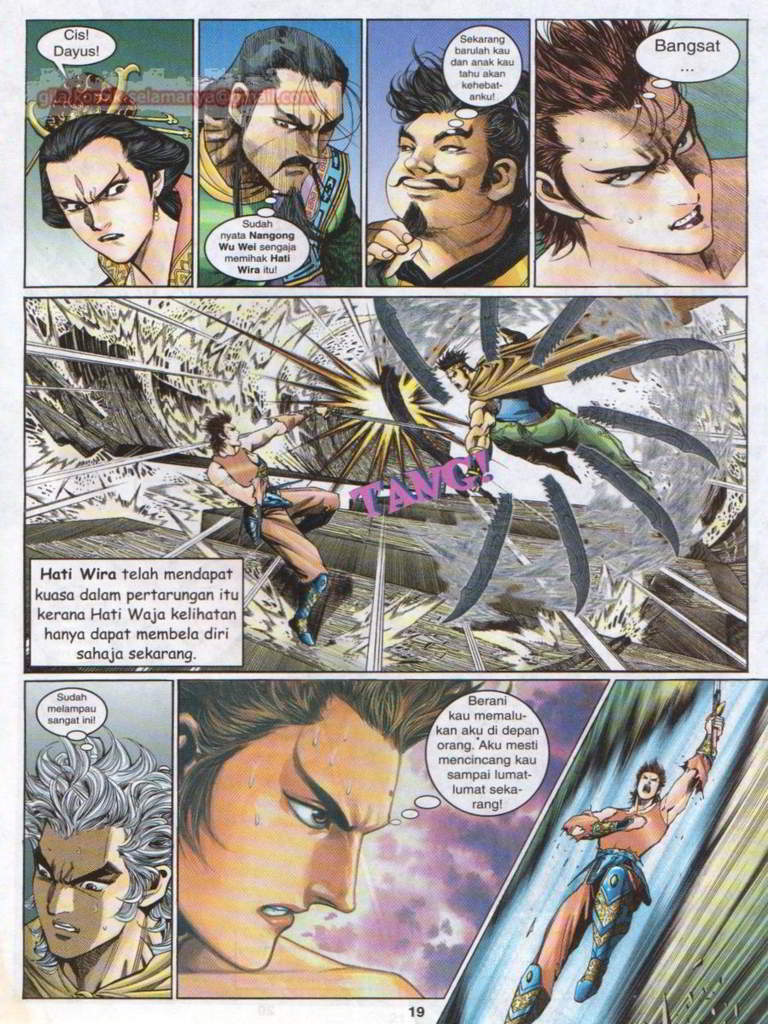 Cis!
Dayus!
Sudah
nyata Nangong
Wu Wei sengaja
memihak Hati
Wira itu!
Sekarang
barulah kau
dan anak kau
tahu akan
kehebat-
anku!
Bangsat
...
TANG!
Hati Wira telah mendapat
kuasa dalam pertarungan itu
kerana Hati Waja kelihatan
hanya dapat membela diri
sahaja sekarang.
Sudah
melampau
sangat ini!
Berani
kau memalu-
kan aku di depan
orang. Aku mesti
mencincang kau
sampai lumat-
lumat seka-
rang!
19